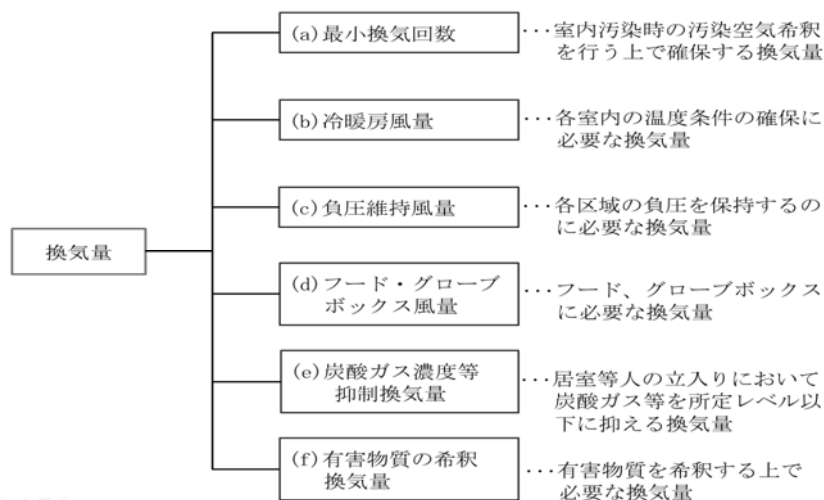 換気量
(a)最小換気回数
･･･室内汚染時の汚染空気希釈
を行う上で確保する換気量
(b)冷暖房風量
･･･各室内の温度条件の確保に
必要な換気量
(c)負圧維持風量
･･･各区域の負圧を保持するの
に必要な換気量
(d)フード・グローブ
ボックス風量
･･･フード、グローブボックス
に必要な換気量
(e)炭酸ガス濃度等
抑制換気量
･･･居室等人の立入りにおいて
炭酸ガス等を所定レベル以
下に抑える換気量
(f)有害物質の希釈
換気量
･･･有害物質を希釈する上で
必要な換気量